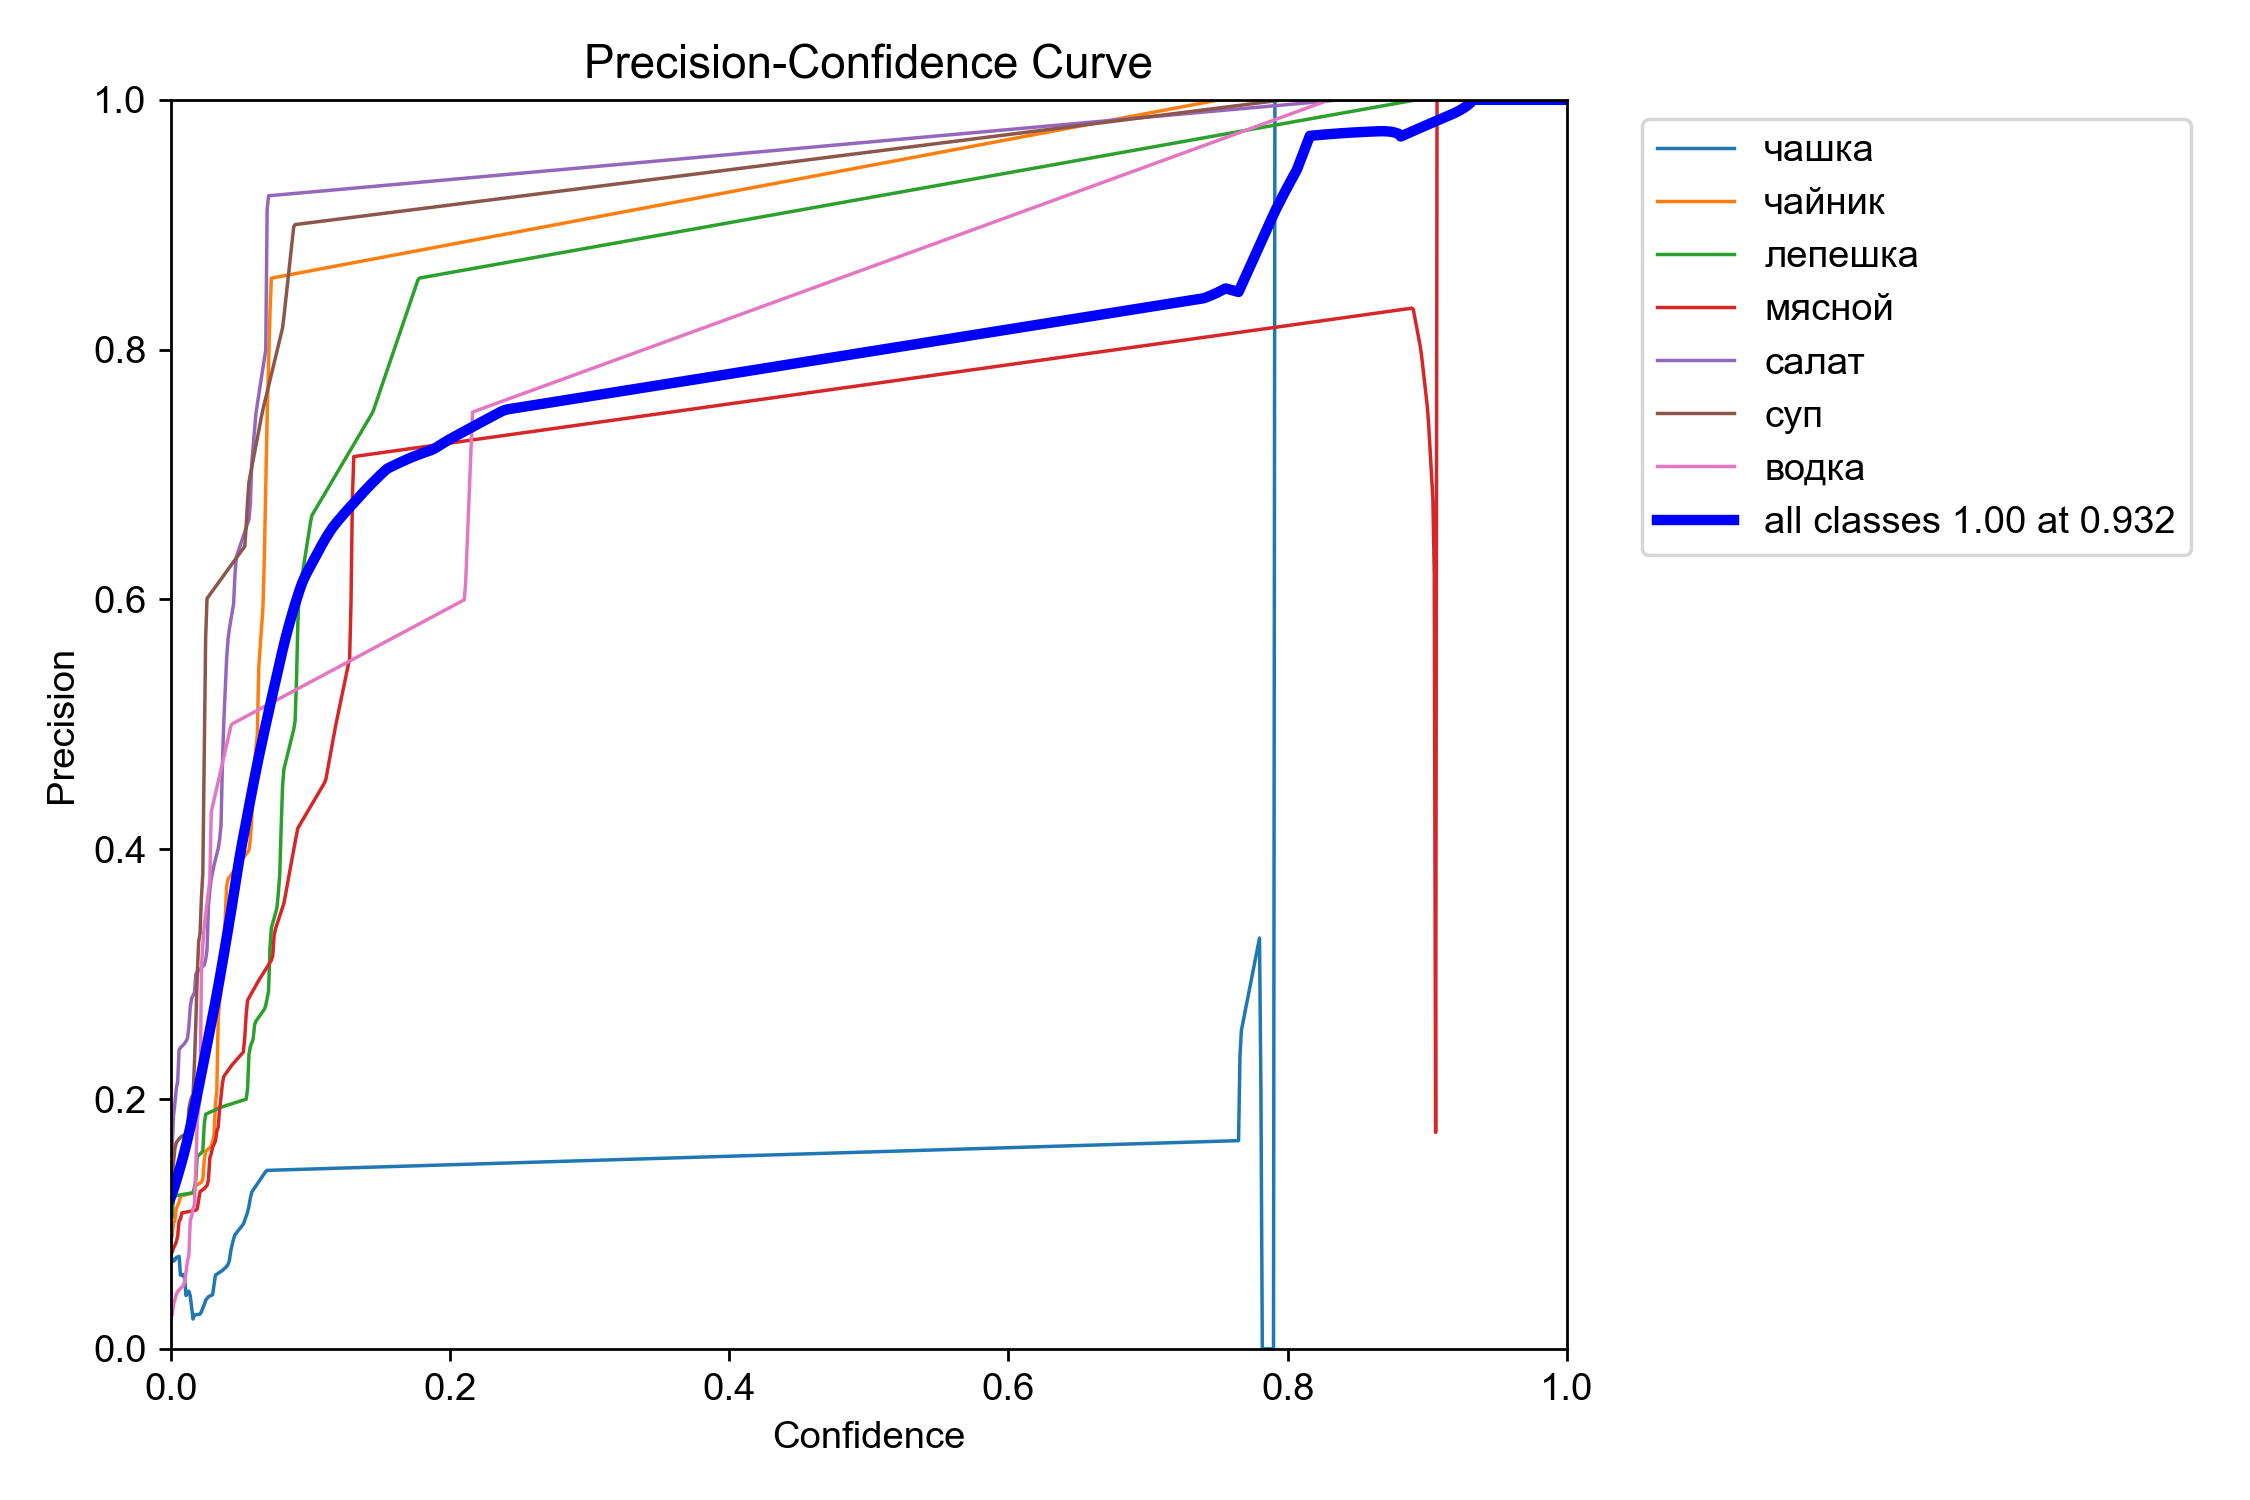 Precision-Confidence Curve
1.0
0.8
0.6
0.4
0.2
0.0
Precision
0.0 0.2 0.4 0.6 0.8 1.0
Confidence
чашка
чайник
лепешка
мясной
салат
суп
водка
all classes 1.00 at 0.932